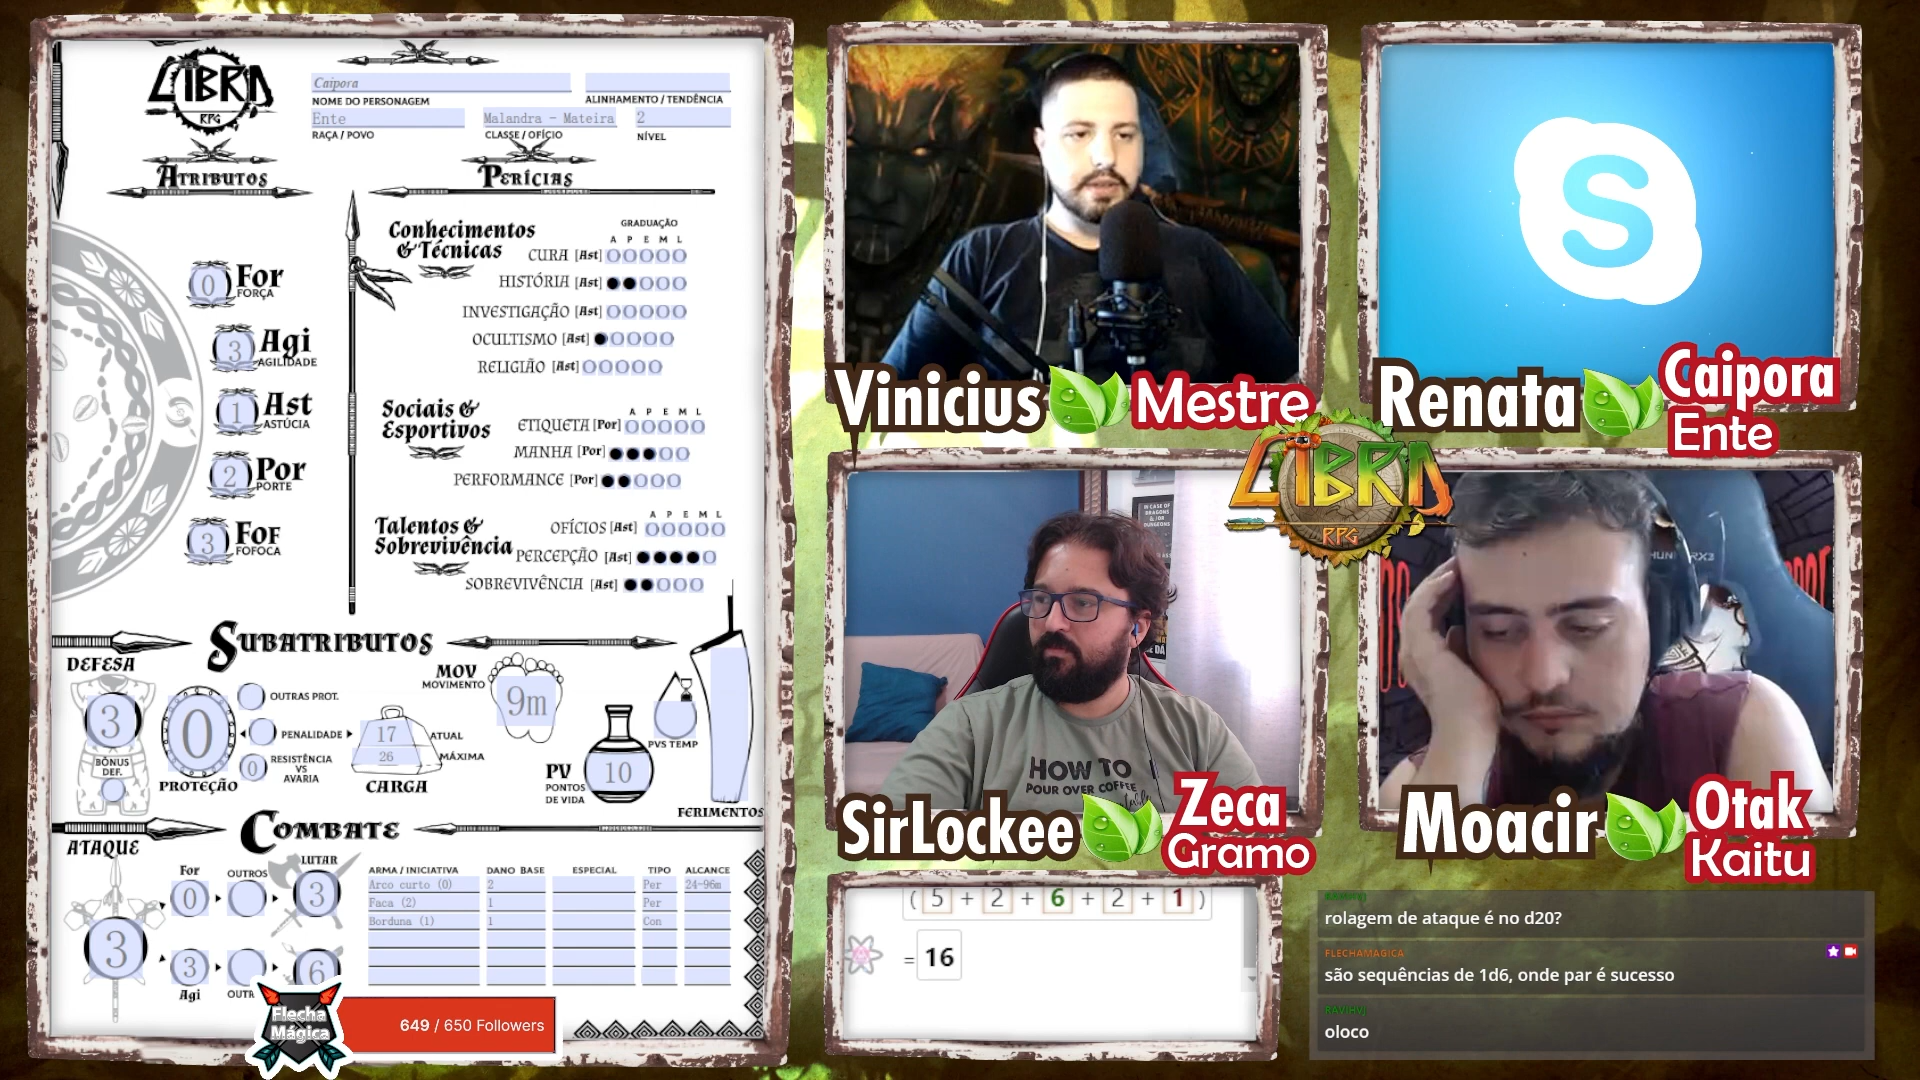 LIBRA
RPG
Caipora
NOME DO PERSONAGEM
ALINHAMENTO / TENDÊNCIA
Ente
Malandra - Mateira
2
RAÇA / POVO
CLASSE / OFÍCIO
NÍVEL
ATRIBUTOS
PERÍCIAS
0
For
FORÇA
3
Agi
AGILIDADE
1
Ast
ASTÚCIA
2
Por
PORTE
3
Fof
FOFOCA
Conhecimentos
& Técnicas
GRADUAÇÃO
A P E M L
CURA [Ast]
HISTÓRIA [Ast]
INVESTIGAÇÃO [Ast]
OCULTISMO [Ast]
RELIGIÃO [Ast]
Sociais &
Esportivos
A P E M L
ETIQUETA [Por]
MANHA [Por]
PERFORMANCE [Por]
Talentos &
Sobrevivência
A P E M L
OFÍCIOS [Ast]
PERCEPÇÃO [Ast]
SOBREVIVÊNCIA [Ast]
SUBATRIBUTOS
DEFESA
3
BÔNUS
DEF.
0
PROTEÇÃO
OUTRAS PROT.
PENALIDADE
0
RESISTÊNCIA
VS
AVARIA
17
ATUAL
26
MÁXIMA
CARGA
MOV
MOVIMENTO
9m
PV
PONTOS
DE VIDA
10
PVS TEMP
FERIMENTOS
COMBATE
ATAQUE
3
For
0
OUTROS
LUTAR
3
3
6
Agi
OUTR
ARMA / INICIATIVA DANO BASE ESPECIAL TIPO ALCANCE
Arco curto (0) 2 Per 24-96m
Faca (2) 1 Per
Borduna (1) 1 Con
Flecha
Mágica
649 / 650 Followers
Vinicius
Mestre
Renata
Caipora
Ente
LIBRA
RPG
IN CASE OF
DRAGONS
HOW TO
POUR OVER COFFEE
SirLockee
Zeca
Gramo
Moacir
Otak
Kaitu
( 5 + 2 + 6 + 2 + 1 )
= 16
rolagem de ataque é no d20?
FLECHAMAGICA
são sequências de 1d6, onde par é sucesso
oloco